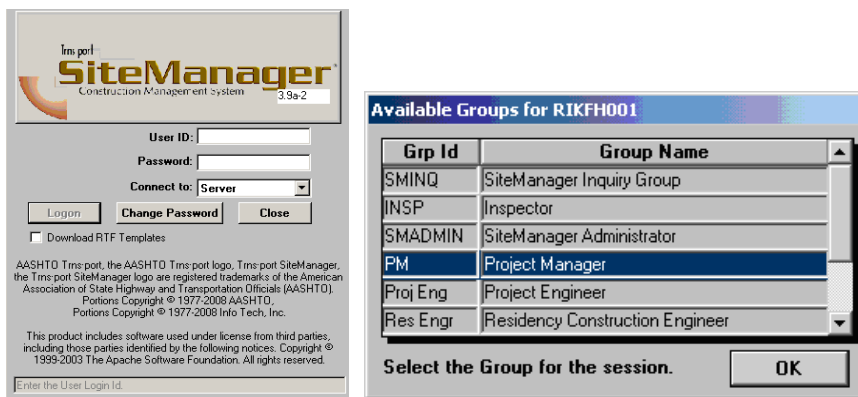 Trns·port
SiteManager
Construction Management System
3.9a-2
User ID:
Password:
Connect to: Server
Logon
Change Password
Close
Download RTF Templates
AASHTO Trns·port, the AASHTO Trns·port logo, Trns·port SiteManager,
the Trns·port SiteManager logo are registered trademarks of the American
Association of State Highway and Transportation Officials (AASHTO).
Portions Copyright © 1977-2008 AASHTO,
Portions Copyright © 1977-2008 Info Tech, Inc.
This product includes software used under license from third parties,
including those parties identified by the following notices. Copyright ©
1999-2003 The Apache Software Foundation. All rights reserved.
Enter the User Login Id.
Available Groups for RIKFH001
Grp Id Group Name
SMINQ SiteManager Inquiry Group
INSP Inspector
SMADMIN SiteManager Administrator
PM Project Manager
Proj Eng Project Engineer
Res Engr Residency Construction Engineer
Select the Group for the session.
OK